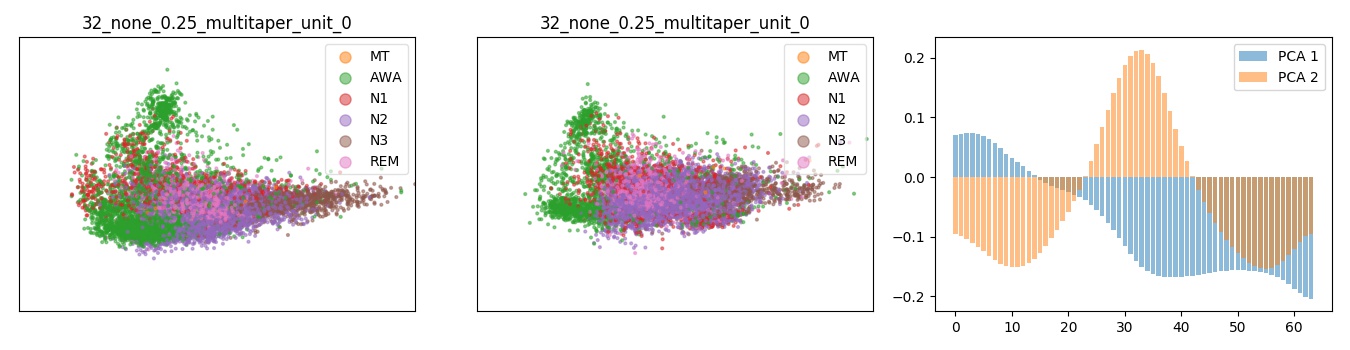 32_none_0.25_multitaper_unit_0
MT
AWA
N1
N2
N3
REM
32_none_0.25_multitaper_unit_0
MT
AWA
N1
N2
N3
REM
PCA 1
PCA 2
0.2
0.1
0.0
−0.1
−0.2
0 10 20 30 40 50 60